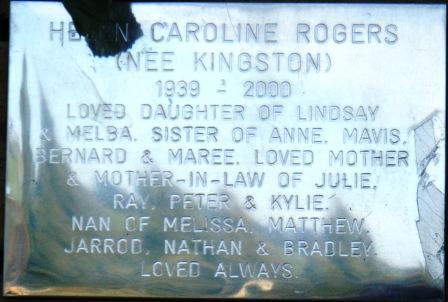 HELEN CAROLINE ROGERS
(NEE KINGSTON)
1939 - 2000
LOVED DAUGHTER OF LINDSAY
& MELBA. SISTER OF ANNE, MAVIS,
BERNARD & MAREE. LOVED MOTHER
& MOTHER-IN-LAW OF JULIE,
RAY, PETER & KYLIE.
NAN OF MELISSA, MATTHEW,
JARROD, NATHAN & BRADLEY.
LOVED ALWAYS.